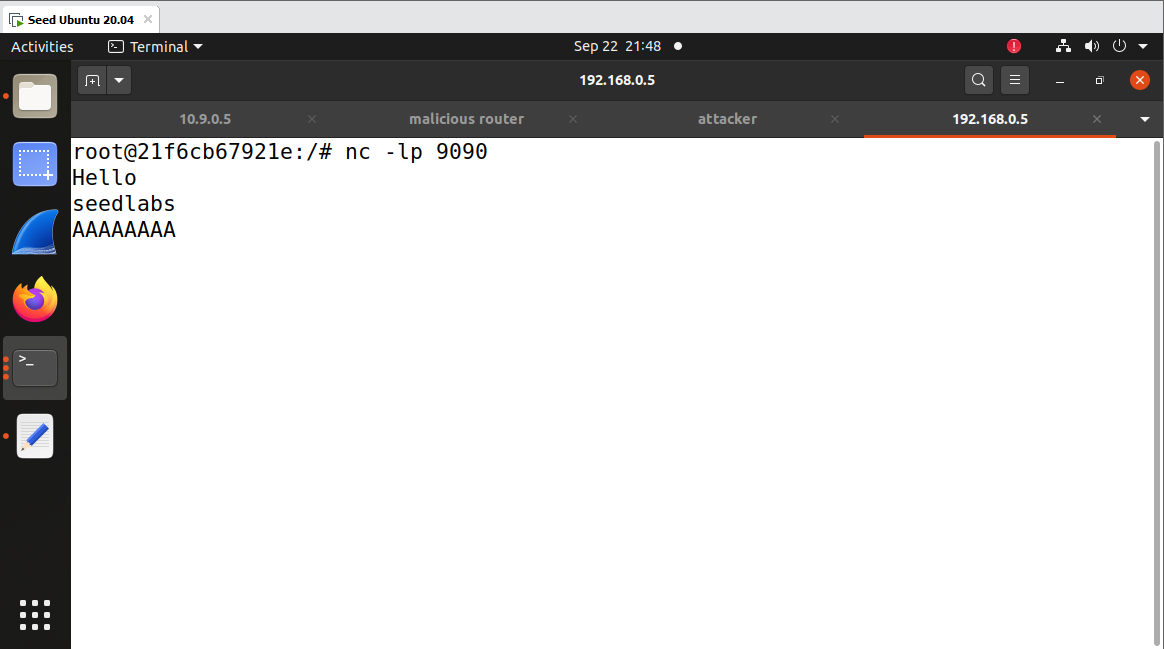 Seed Ubuntu 20.04
Activities Terminal Sep 22 21:48
192.168.0.5
10.9.0.5 malicious router attacker 192.168.0.5
root@21f6cb67921e:/# nc -lp 9090
Hello
seedlabs
AAAAAAAA